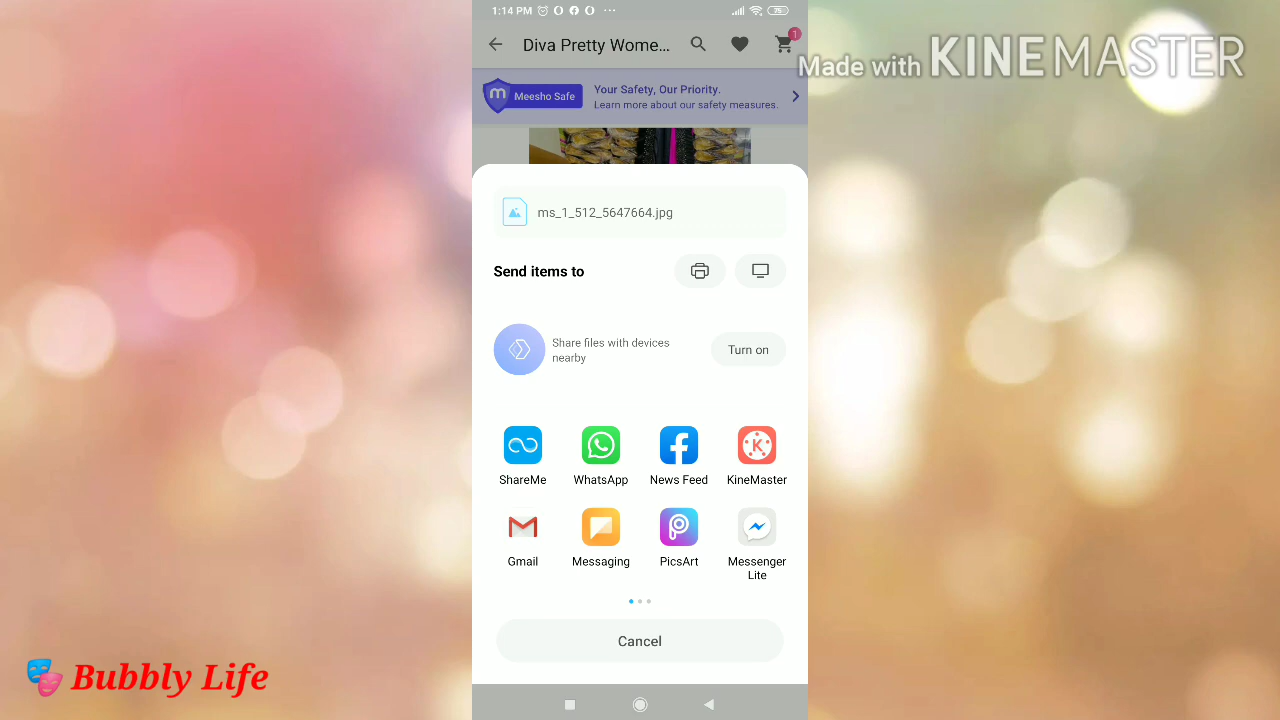 1:14 PM
75
Diva Pretty Wome...
1
Made with KINEMASTER
m Meesho Safe
Your Safety, Our Priority.
Learn more about our safety measures.
ms_1_512_5647664.jpg
Send items to
Share files with devices
nearby
Turn on
ShareMe
WhatsApp
News Feed
KineMaster
Gmail
Messaging
PicsArt
Messenger
Lite
Cancel
Bubbly Life